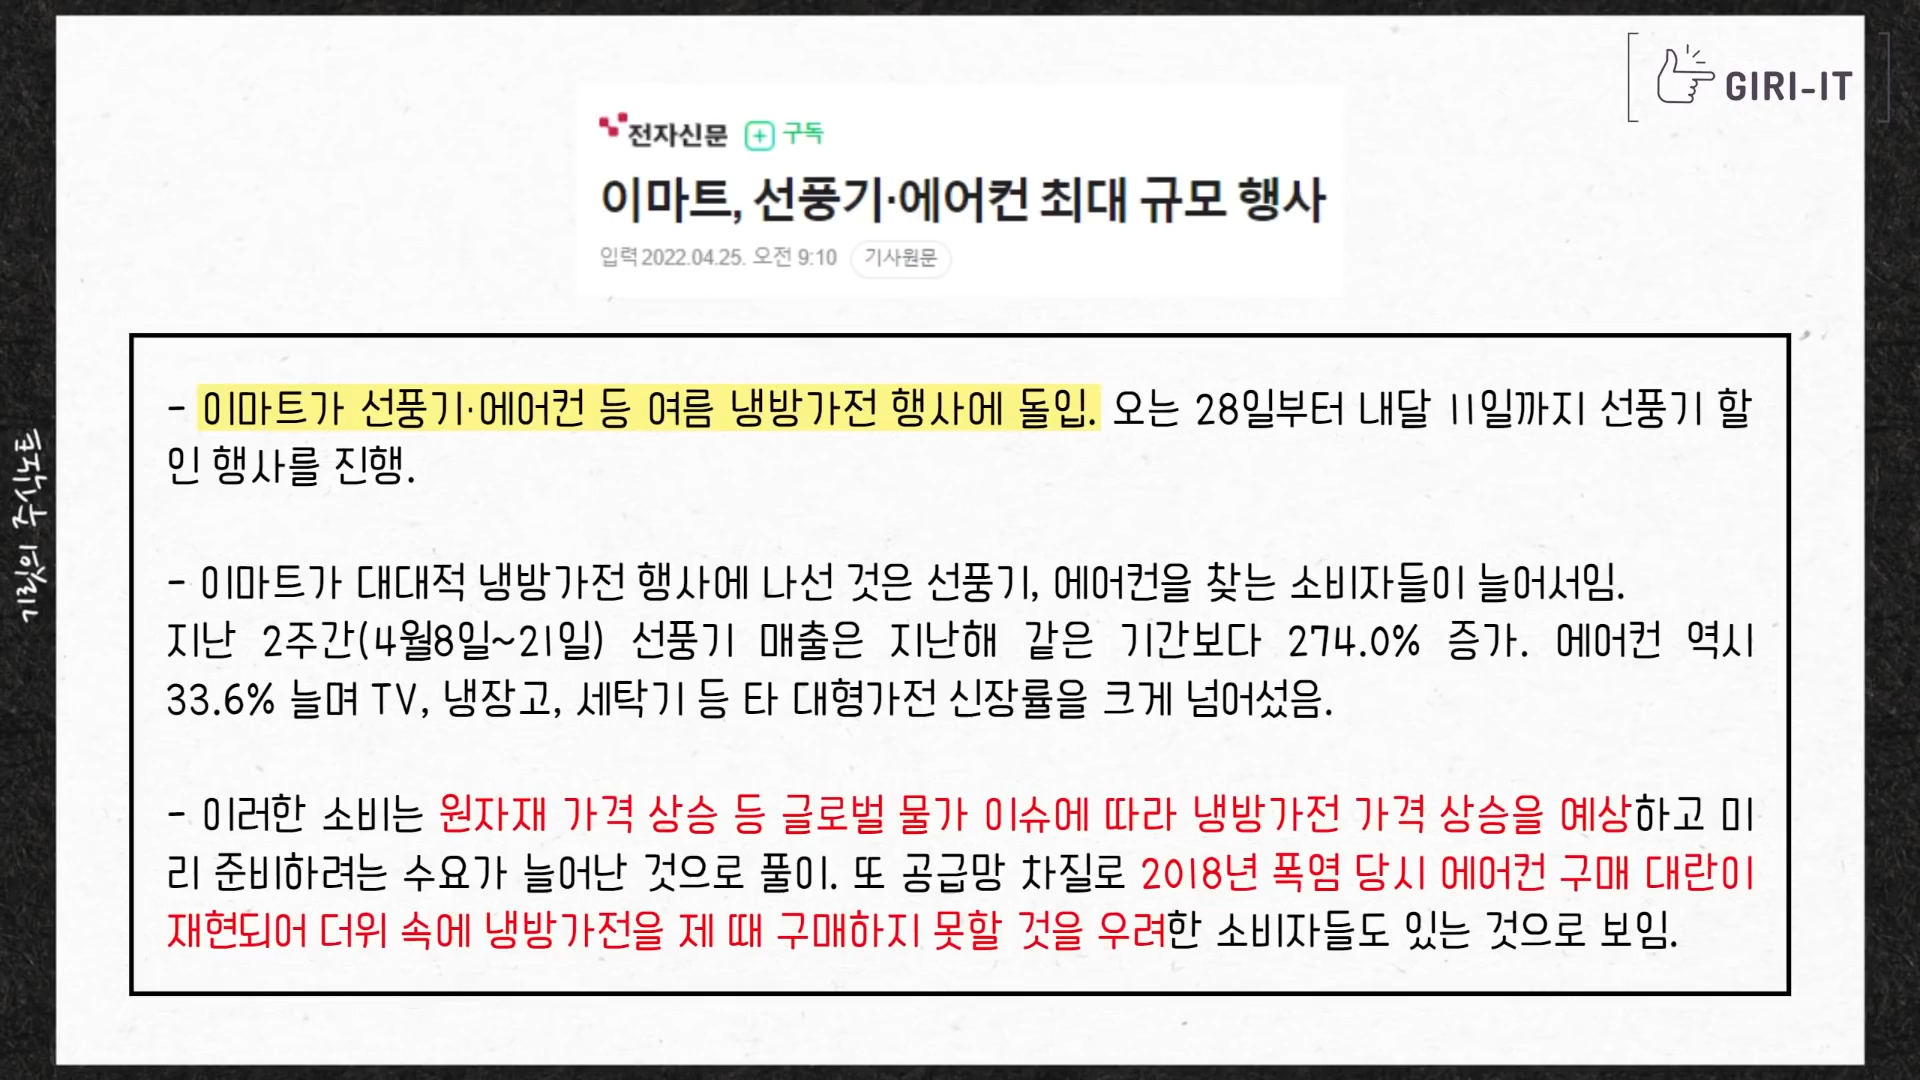 GIRI-IT
전자신문 구독
이마트, 선풍기·에어컨 최대 규모 행사
입력 2022.04.25. 오전 9:10 기사원문
- 이마트가 선풍기·에어컨 등 여름 냉방가전 행사에 돌입. 오는 28일부터 내달 11일까지 선풍기 할
인 행사를 진행.
- 이마트가 대대적 냉방가전 행사에 나선 것은 선풍기, 에어컨을 찾는 소비자들이 늘어서임.
지난 2주간(4월8일~21일) 선풍기 매출은 지난해 같은 기간보다 274.0% 증가. 에어컨 역시
33.6% 늘며 TV, 냉장고, 세탁기 등 타 대형가전 신장률을 크게 넘어섰음.
- 이러한 소비는 원자재 가격 상승 등 글로벌 물가 이슈에 따라 냉방가전 가격 상승을 예상하고 미
리 준비하려는 수요가 늘어난 것으로 풀이. 또 공급망 차질로 2018년 폭염 당시 에어컨 구매 대란이
재현되어 더위 속에 냉방가전을 제 때 구매하지 못할 것을 우려한 소비자들도 있는 것으로 보임.
기릿의 주식노트